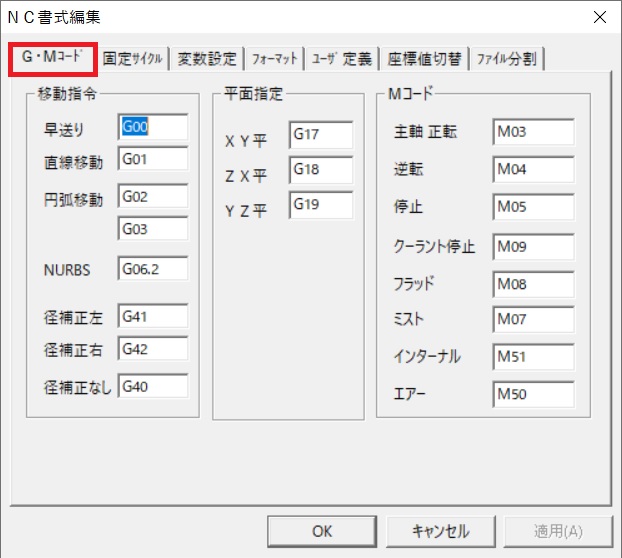 ＮＣ書式編集
Ｇ・Ｍｺｰﾄﾞ 固定ｻｲｸﾙ 変数設定 ﾌｫｰﾏｯﾄ ﾕｰｻﾞ定義 座標値切替 ﾌｧｲﾙ分割
移動指令
早送り G00
直線移動 G01
円弧移動 G02
G03
NURBS G06.2
径補正左 G41
径補正右 G42
径補正なし G40
平面指定
ＸＹ平 G17
ＺＸ平 G18
ＹＺ平 G19
Ｍコード
主軸 正転 M03
逆転 M04
停止 M05
クーラント停止 M09
フラッド M08
ミスト M07
インターナル M51
エアー M50
OK キャンセル 適用(A)